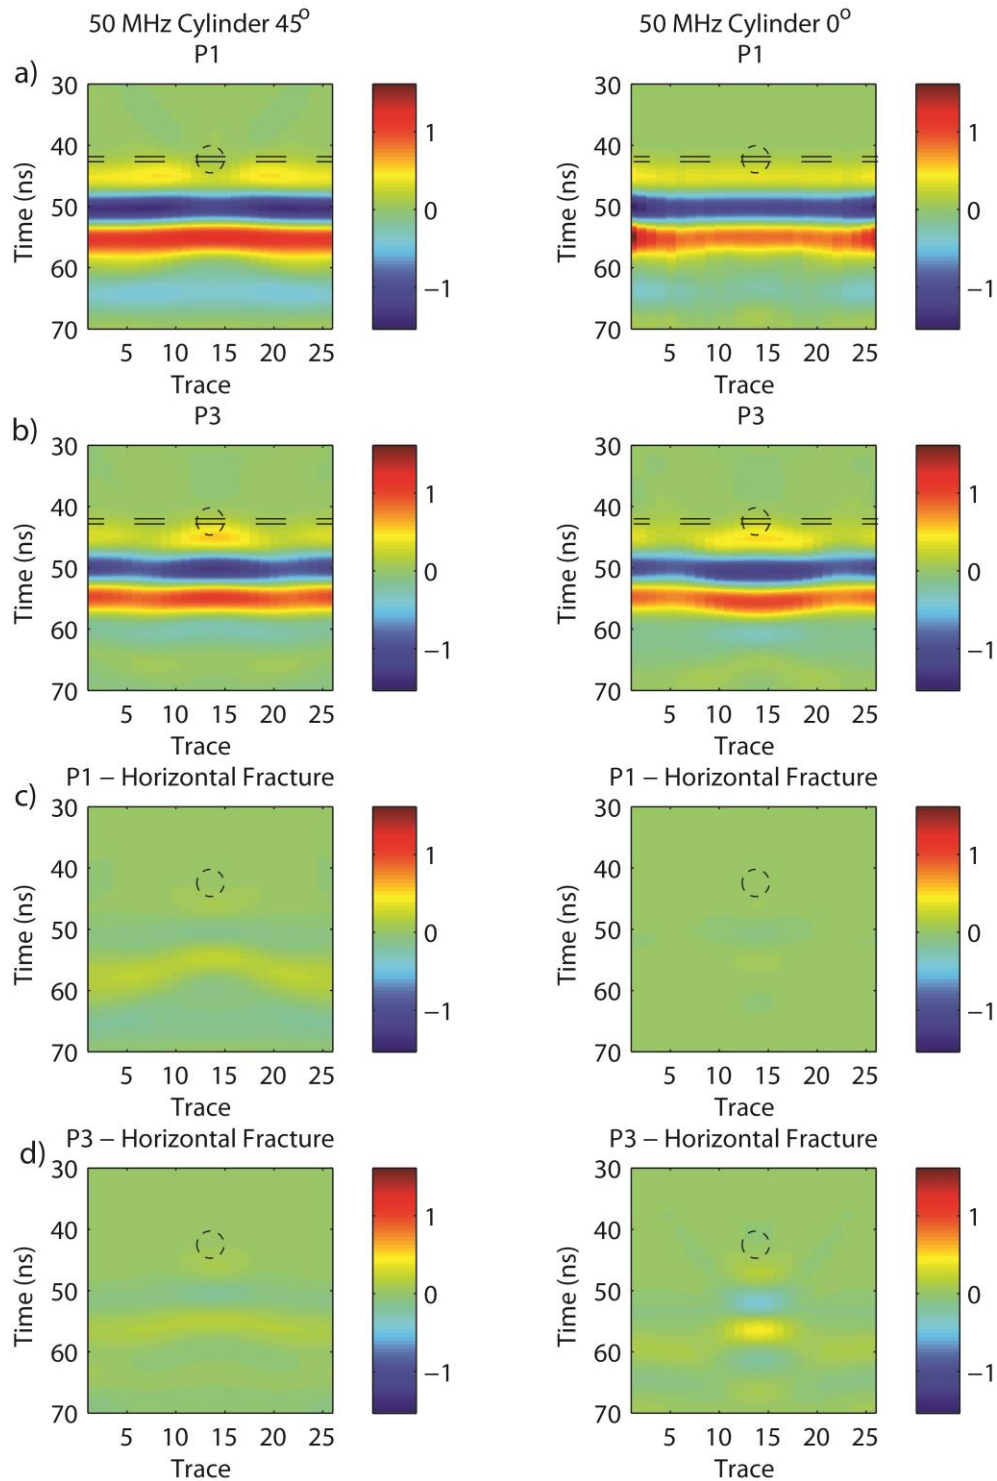 50 MHz Cylinder 45° 50 MHz Cylinder 0°
P1 P1
a)
30 30
40 1 40 1
50 0 50 0
60 −1 60 −1
70 70
Time (ns) Time (ns)
5 10 15 20 25 5 10 15 20 25
Trace Trace
P3 P3
b)
30 30
40 1 40 1
50 0 50 0
60 −1 60 −1
70 70
Time (ns) Time (ns)
5 10 15 20 25 5 10 15 20 25
Trace Trace
P1 – Horizontal Fracture P1 – Horizontal Fracture
c)
30 30
40 1 40 1
50 0 50 0
60 −1 60 −1
70 70
Time (ns) Time (ns)
5 10 15 20 25 5 10 15 20 25
Trace Trace
P3 – Horizontal Fracture P3 – Horizontal Fracture
d)
30 30
40 1 40 1
50 0 50 0
60 −1 60 −1
70 70
Time (ns) Time (ns)
5 10 15 20 25 5 10 15 20 25
Trace Trace